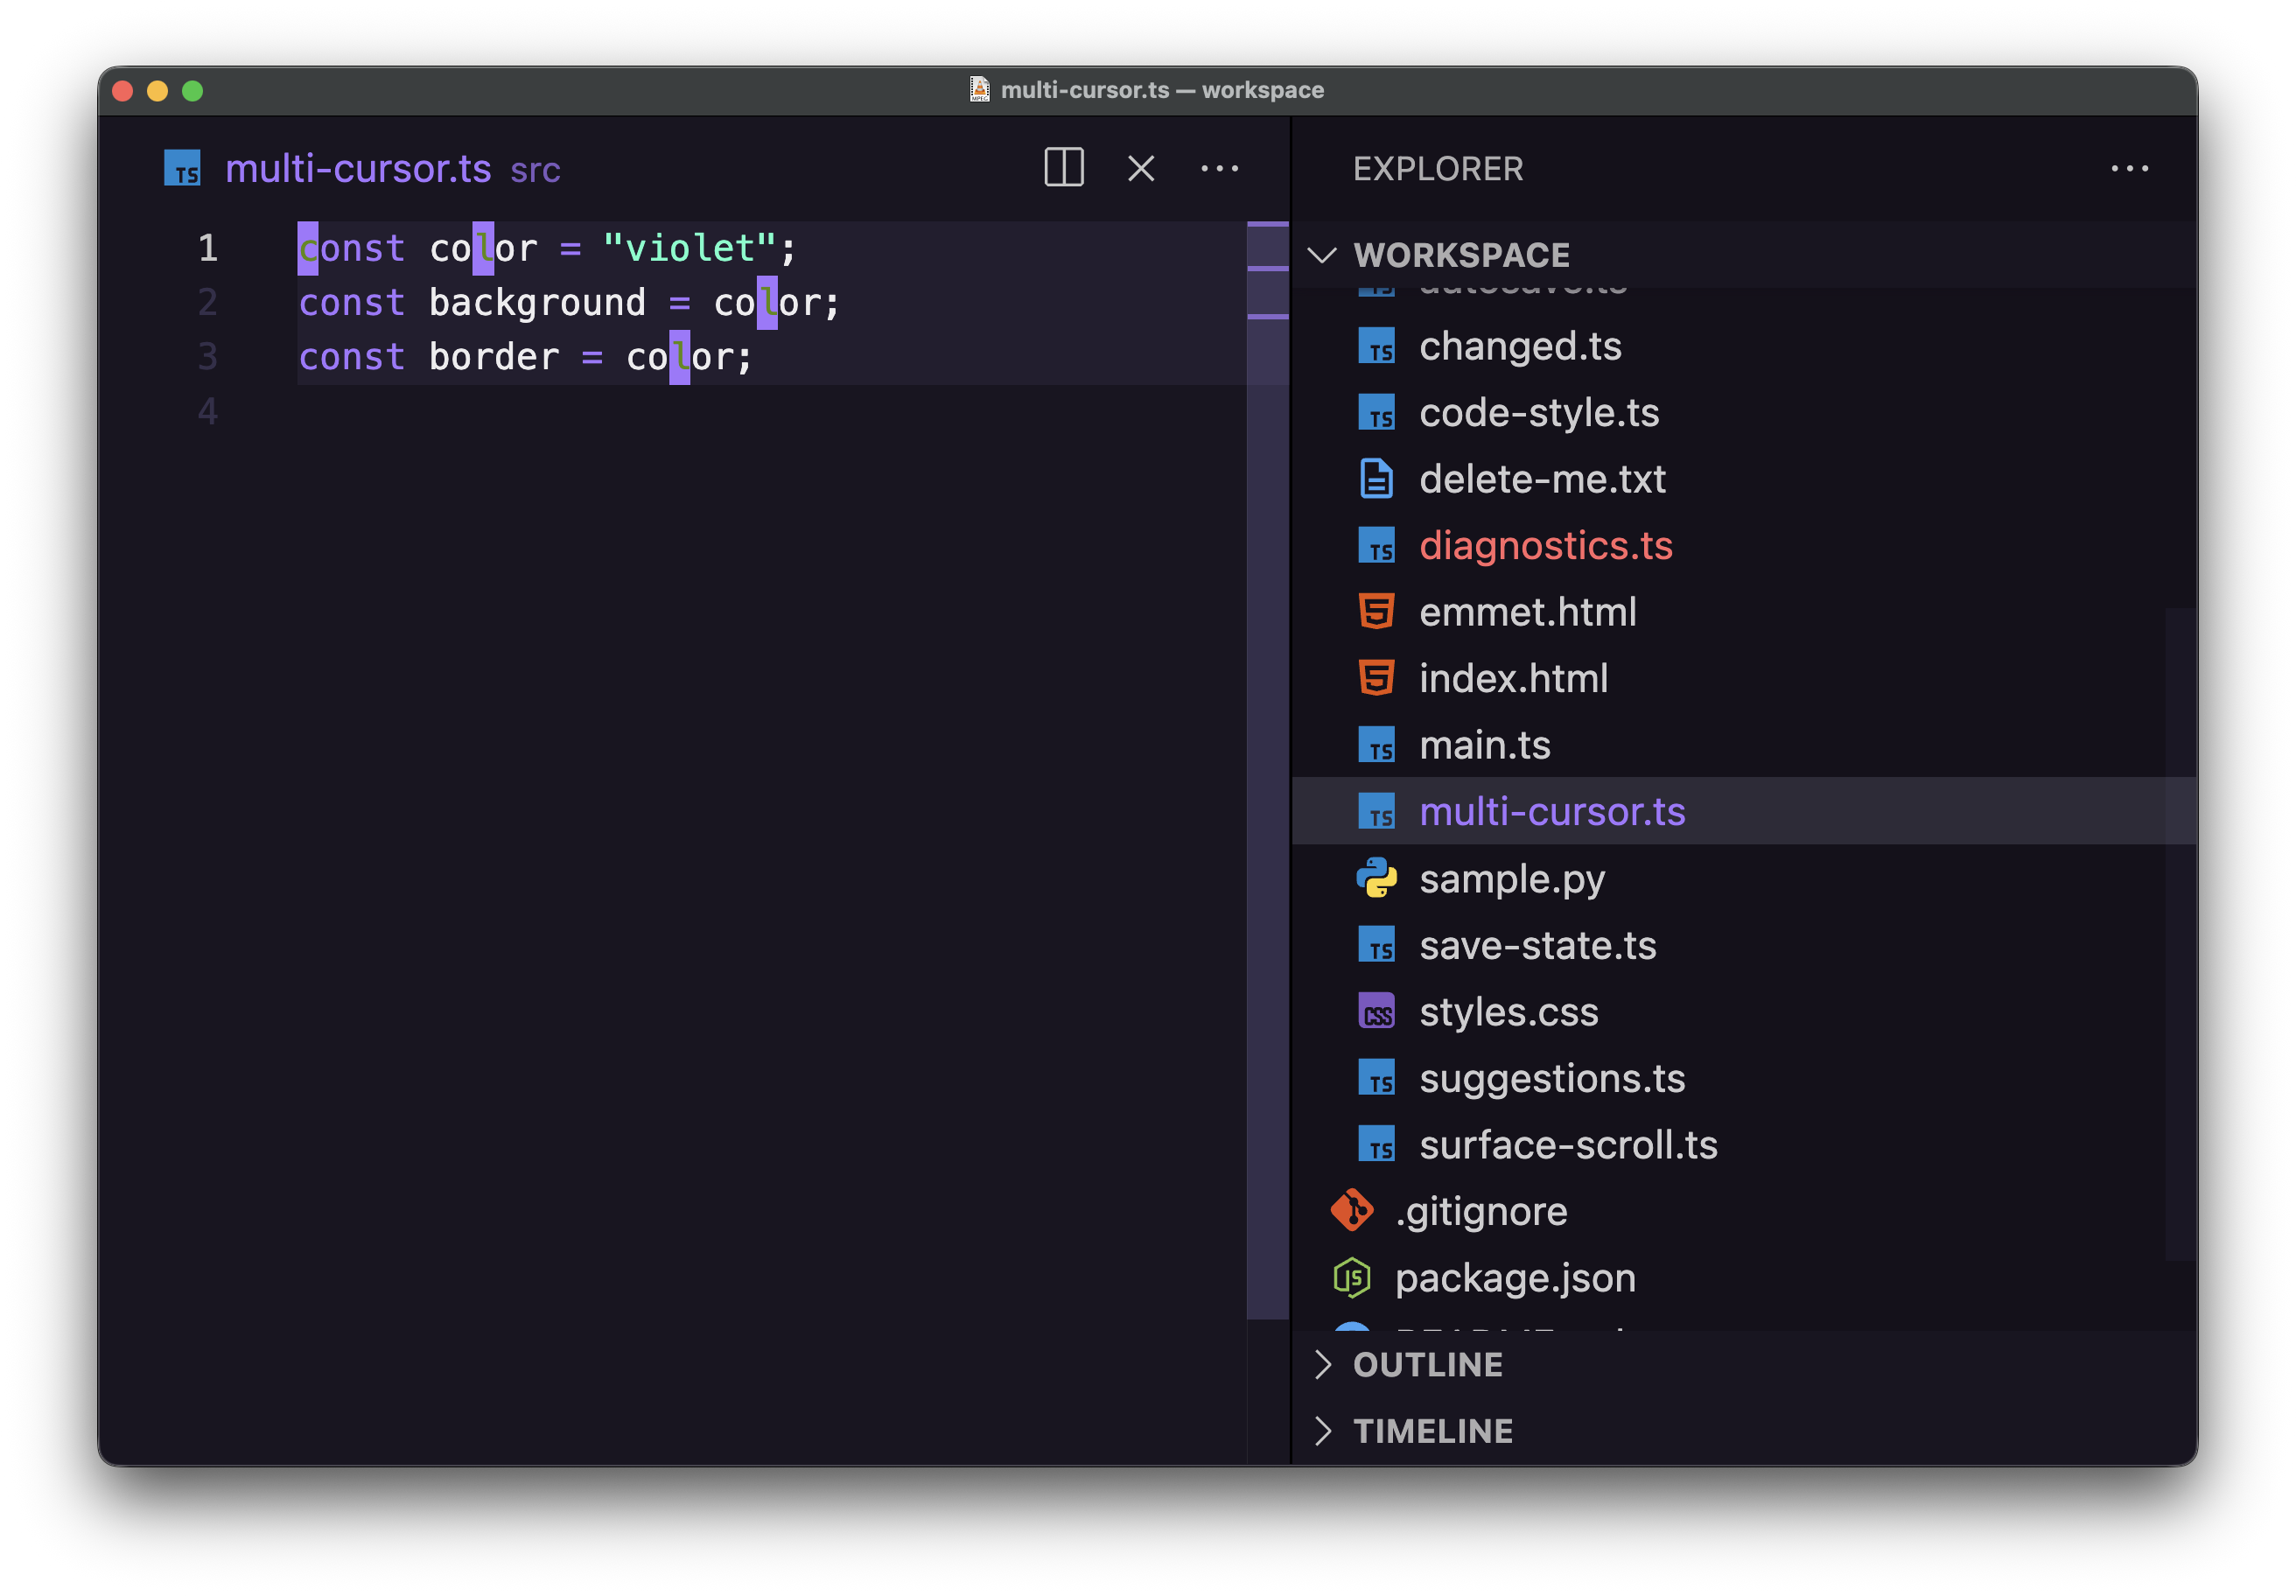 multi-cursor.ts — workspace
multi-cursor.ts src
1 const color = "violet";
2 const background = color;
3 const border = color;
4
EXPLORER
WORKSPACE
autosave.ts
changed.ts
code-style.ts
delete-me.txt
diagnostics.ts
emmet.html
index.html
main.ts
multi-cursor.ts
sample.py
save-state.ts
styles.css
suggestions.ts
surface-scroll.ts
.gitignore
package.json
OUTLINE
TIMELINE